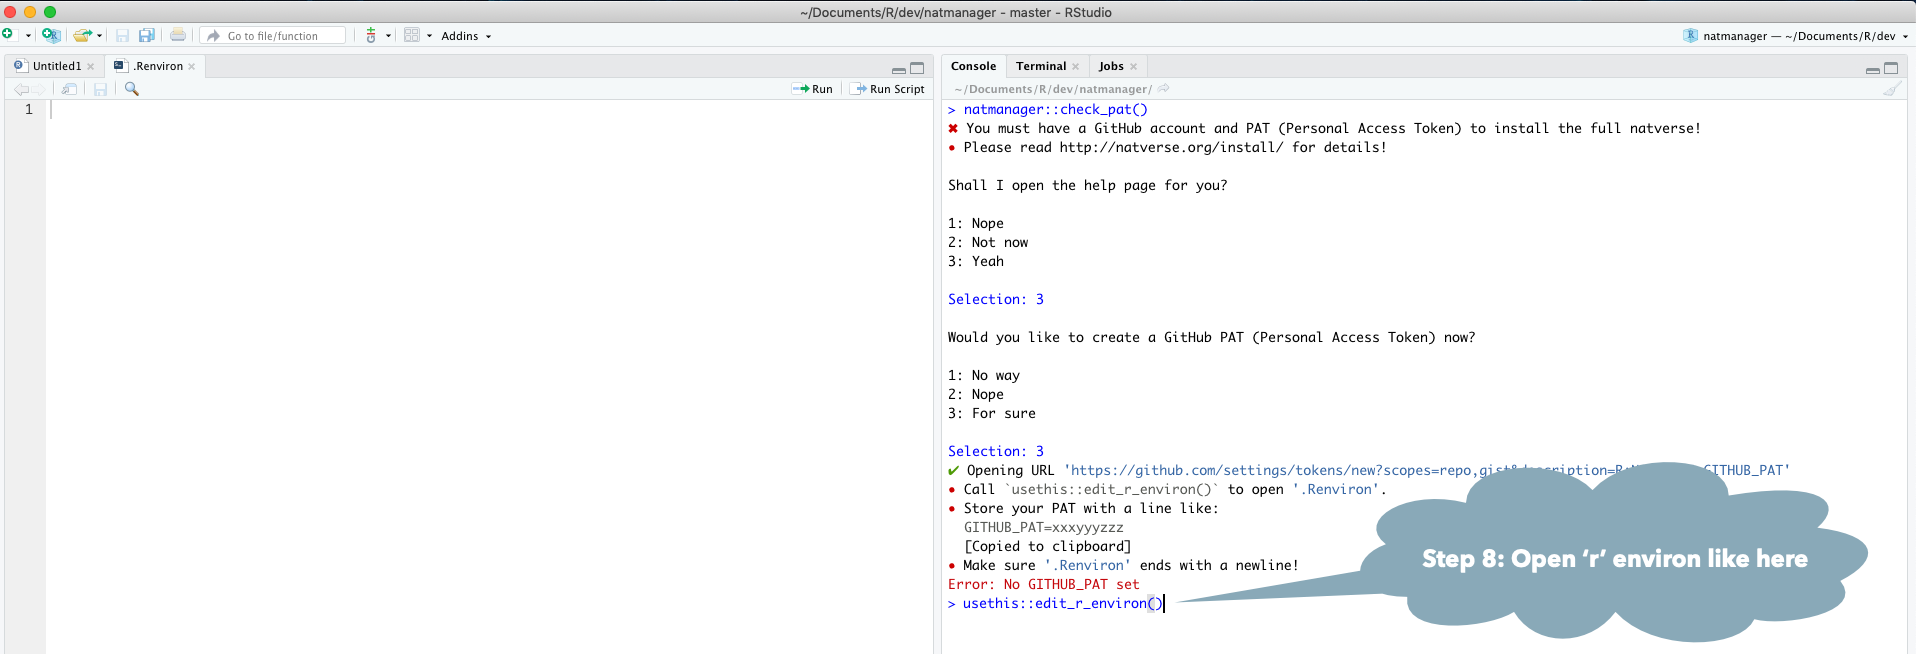 ~/Documents/R/dev/natmanager - master - RStudio
Go to file/function
Addins
natmanager — ~/Documents/R/dev
Untitled1
.Renviron
Run
Run Script
1
Console
Terminal
Jobs
~/Documents/R/dev/natmanager/
> natmanager::check_pat()
✖ You must have a GitHub account and PAT (Personal Access Token) to install the full natverse!
● Please read http://natverse.org/install/ for details!
Shall I open the help page for you?
1: Nope
2: Not now
3: Yeah
Selection: 3
Would you like to create a GitHub PAT (Personal Access Token) now?
1: No way
2: Nope
3: For sure
Selection: 3
✔ Opening URL 'https://github.com/settings/tokens/new?scopes=repo,gist&description=R: GITHUB_PAT'
● Call `usethis::edit_r_environ()` to open '.Renviron'.
● Store your PAT with a line like:
GITHUB_PAT=xxxyyyzzz
[Copied to clipboard]
● Make sure '.Renviron' ends with a newline!
Error: No GITHUB_PAT set
> usethis::edit_r_environ()
Step 8: Open ‘r’ environ like here